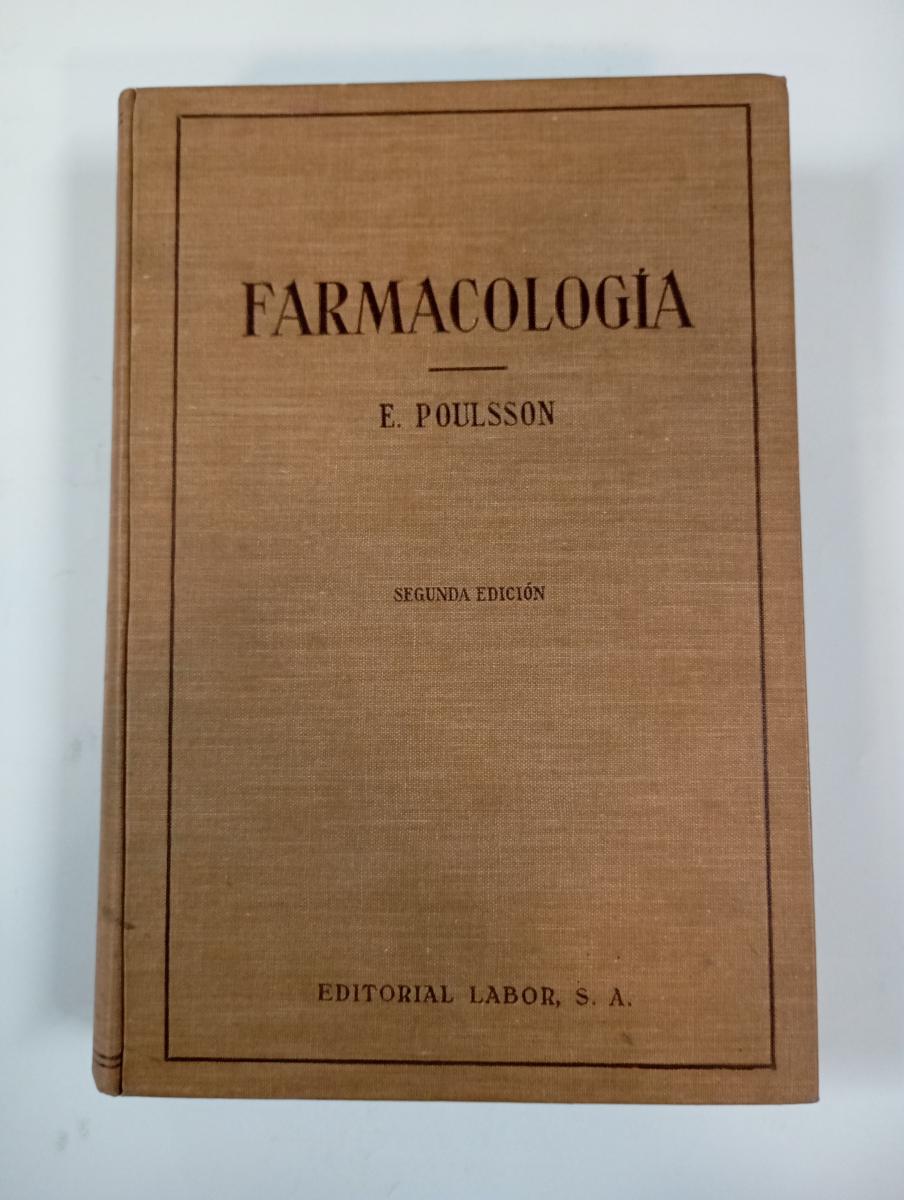 FARMACOLOGÍA
E. POULSSON
SEGUNDA EDICIÓN
EDITORIAL LABOR, S. A.